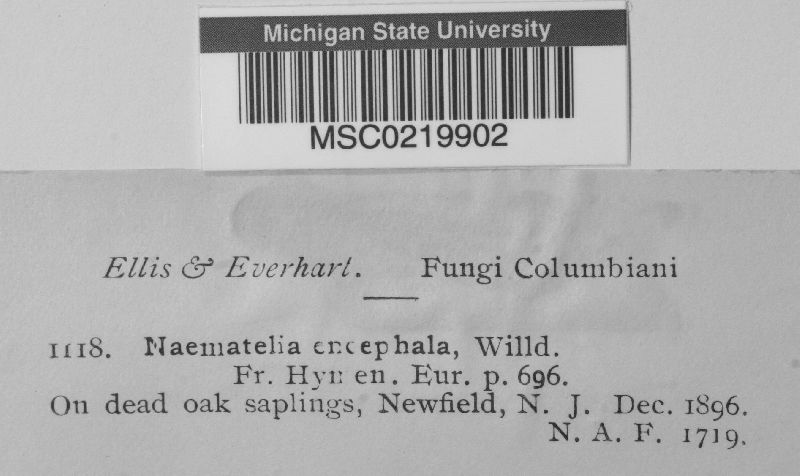 Michigan State University
MSC0219902
Ellis & Everhart. Fungi Columbiani
1118. Naematelia encephala, Willd.
Fr. Hymen. Eur. p. 696.
On dead oak saplings, Newfield, N. J. Dec. 1896.
N. A. F. 1719.